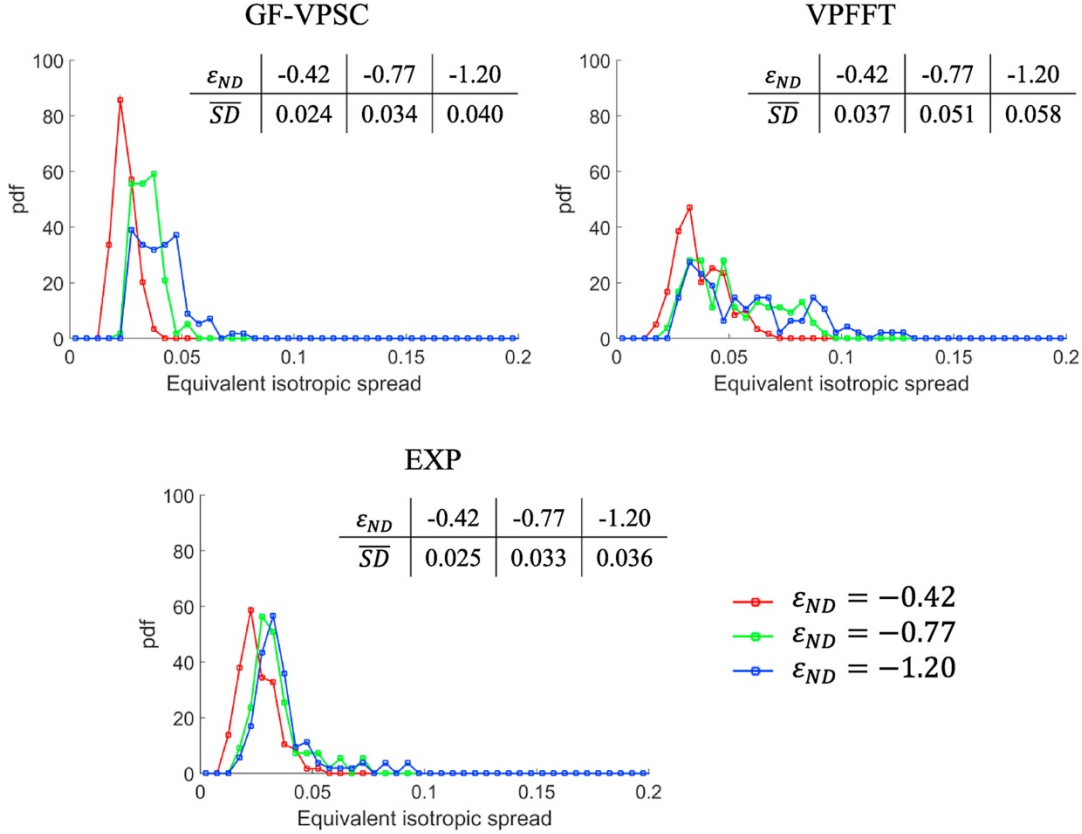 GF-VPSC
100
80
60
40
20
0
pdf
0 0.05 0.1 0.15 0.2
Equivalent isotropic spread
ε_ND -0.42 -0.77 -1.20
S̅D̅ 0.024 0.034 0.040
VPFFT
100
80
60
40
20
0
pdf
0 0.05 0.1 0.15 0.2
Equivalent isotropic spread
ε_ND -0.42 -0.77 -1.20
S̅D̅ 0.037 0.051 0.058
EXP
100
80
60
40
20
0
pdf
0 0.05 0.1 0.15 0.2
Equivalent isotropic spread
ε_ND -0.42 -0.77 -1.20
S̅D̅ 0.025 0.033 0.036
ε_ND = −0.42
ε_ND = −0.77
ε_ND = −1.20